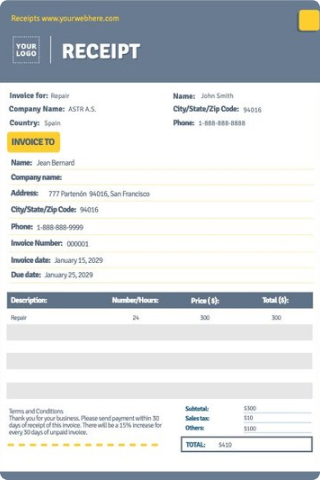 Receipts www.yourwebhere.com
YOUR
LOGO
RECEIPT
Invoice for: Repair
Company Name: ASTR A.S.
Country: Spain
Name: John Smith
City/State/Zip Code: 94016
Phone: 1-888-888-8888
INVOICE TO
Name: Jean Bernard
Company name:
Address: 777 Partenón 94016, San Francisco
City/State/Zip Code: 94016
Phone: 1-888-888-9999
Invoice Number: 000001
Invoice date: January 15, 2029
Due date: January 25, 2029
Description: Number/Hours: Price ( $): Total ($):
Repair 24 300 300
Terms and Conditions
Thank you for your business. Please send payment within 30
days of receipt of this invoice. There will be a 15% increase for
every 30 days of unpaid invoice.
Subtotal: $300
Sales tax: $10
Others: $100
TOTAL: $410